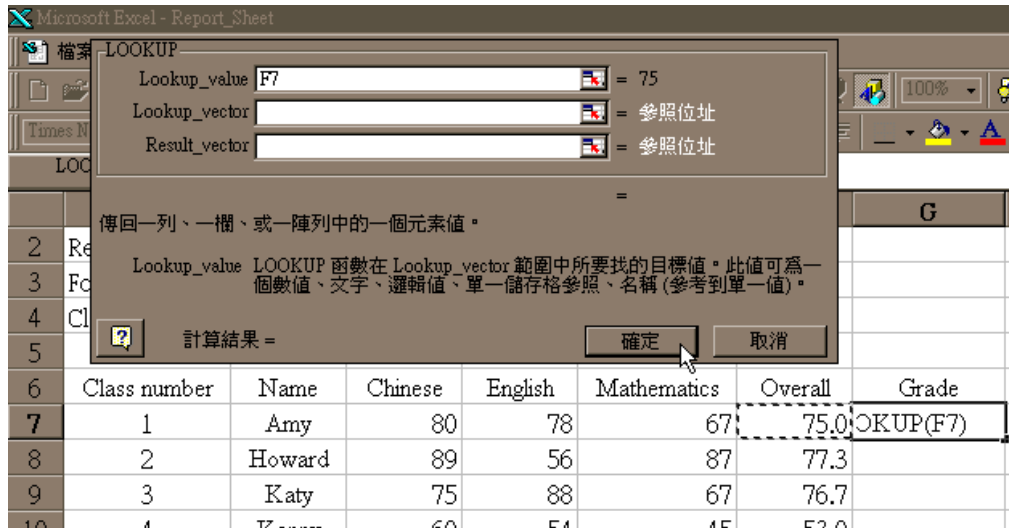 Microsoft Excel - Report_Sheet
檔案
LOOKUP
Lookup_value F7 = 75
Lookup_vector = 參照位址
Result_vector = 參照位址
=
100%
Times N
A
LOO
傳回一列、一欄、或一陣列中的一個元素值。
Lookup_value LOOKUP 函數在 Lookup_vector 範圍中所要找的目標值。此值可為一
個數值、文字、邏輯值、單一儲存格參照、名稱 (參考到單一值)。
計算結果 =
確定 取消
G
2 Re
3 Fo
4 Cl
5
6 Class number Name Chinese English Mathematics Overall Grade
7 1 Amy 80 78 67 75.0 OKUP(F7)
8 2 Howard 89 56 87 77.3
9 3 Katy 75 88 67 76.7
10 4 60 54 45 53.0